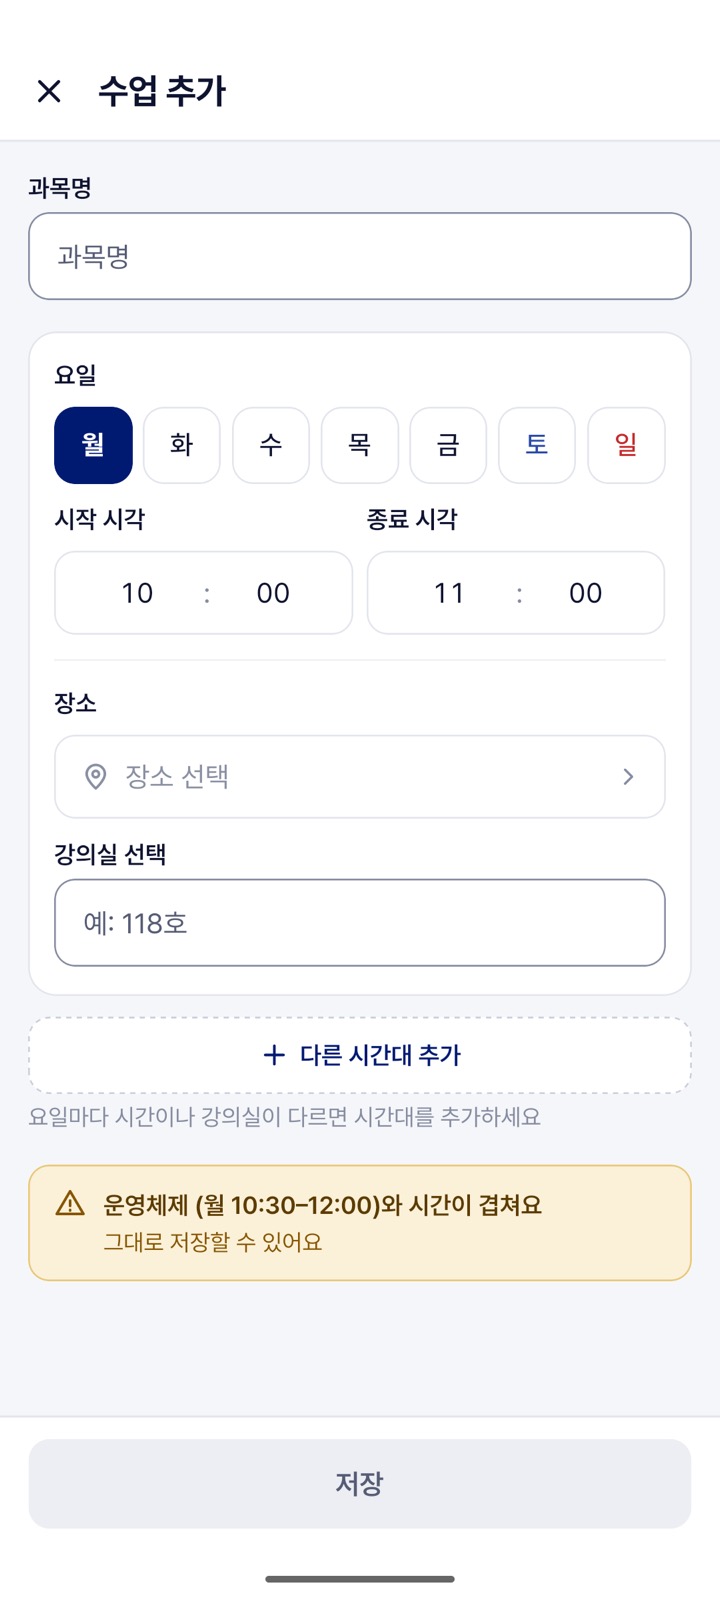 수업 추가
과목명
과목명
요일
월 화 수 목 금 토 일
시작 시각 종료 시각
10 : 00 11 : 00
장소
장소 선택
강의실 선택
예: 118호
다른 시간대 추가
요일마다 시간이나 강의실이 다르면 시간대를 추가하세요
운영체제 (월 10:30–12:00)와 시간이 겹쳐요
그대로 저장할 수 있어요
저장